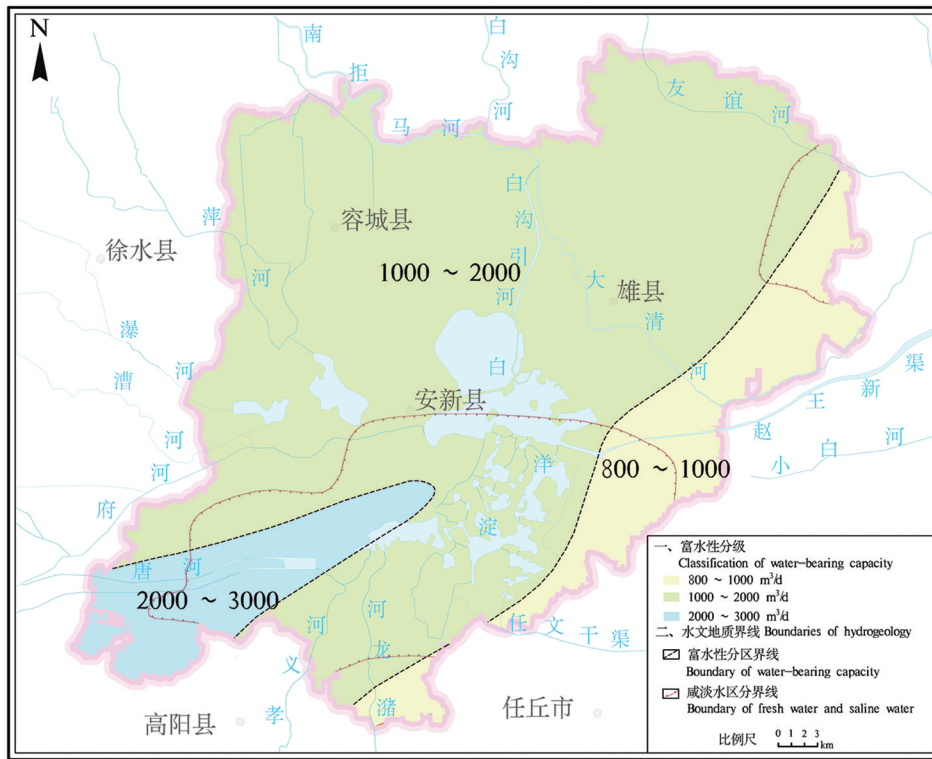 N
南拒马河
白沟河
友谊河
萍河
容城县
徐水县
白沟引河
1000 ~ 2000
大清河
雄县
瀑河
漕河
府河
安新县
白洋淀
赵王新渠
小白河
800 ~ 1000
唐河
2000 ~ 3000
孝义河
潴龙河
任文干渠
高阳县
任丘市
一、富水性分级
Classification of water-bearing capacity
800 ~ 1000 m³/d
1000 ~ 2000 m³/d
2000 ~ 3000 m³/d
二、水文地质界线 Boundaries of hydrogeology
富水性分区界线
Boundary of water-bearing capacity
咸淡水区分界线
Boundary of fresh water and saline water
比例尺 0 1 2 3 km